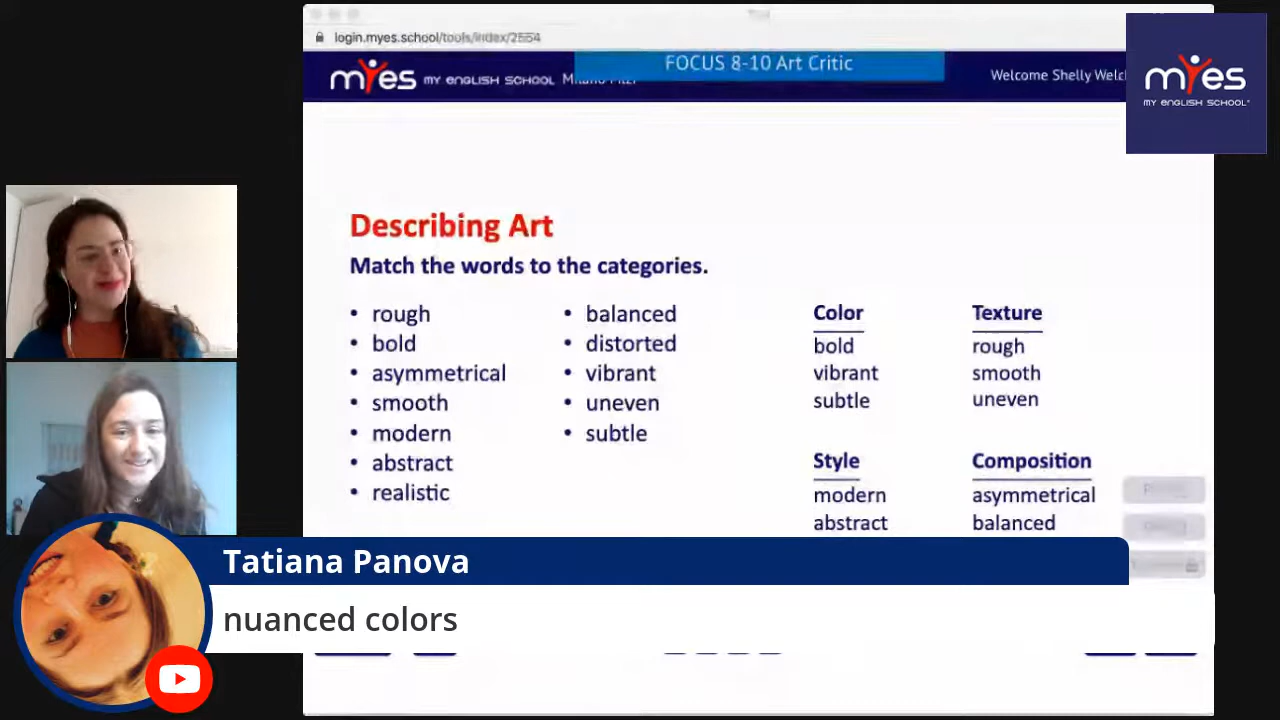 login.myes.school/tools/index/2554
FOCUS 8-10 Art Critic
myes MY ENGLISH SCHOOL
Welcome Shelly Welch
myes
MY ENGLISH SCHOOL
Describing Art
Match the words to the categories.
• rough
• bold
• asymmetrical
• smooth
• modern
• abstract
• realistic
• balanced
• distorted
• vibrant
• uneven
• subtle
Color
bold
vibrant
subtle
Texture
rough
smooth
uneven
Style
modern
abstract
Composition
asymmetrical
balanced
Tatiana Panova
nuanced colors